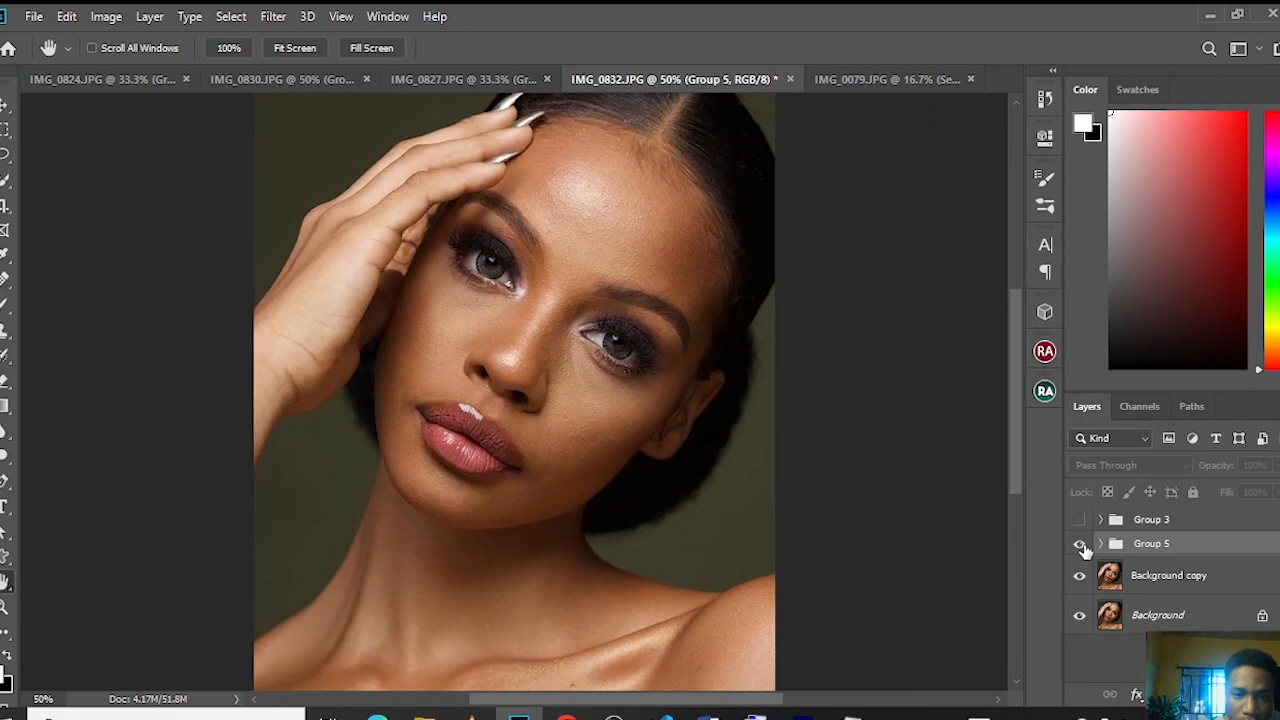 File Edit Image Layer Type Select Filter 3D View Window Help
Scroll All Windows 100% Fit Screen Fill Screen
IMG_0824.JPG @ 33.3% (Gr... × IMG_0830.JPG @ 50% (Gro... × IMG_0827.JPG @ 33.3% (Gr... × IMG_0832.JPG @ 50% (Group 5, RGB/8) * × IMG_0079.JPG @ 16.7% (Se... ×
Color Swatches
A|
RA
RA
Layers Channels Paths
Kind
Pass Through Opacity: 100%
Lock: Fill: 100%
Group 3
Group 5
Background copy
Background
50% Doc: 4.17M/51.8M
fx